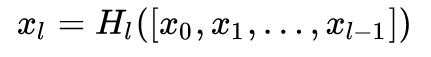 x_l = H_l([x_0, x_1, . . . , x_{l−1}])